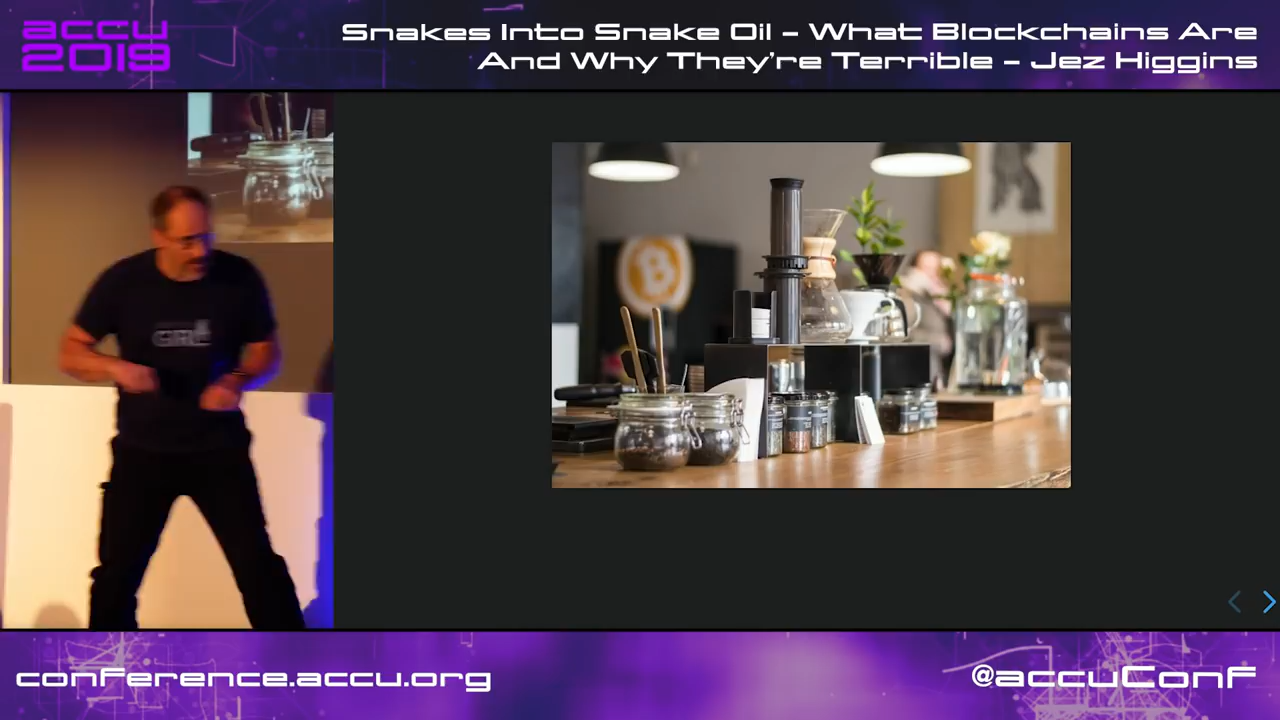 accu
2019
Snakes Into Snake Oil – What Blockchains Are
And Why They're Terrible – Jez Higgins
conference.accu.org
@accuConf